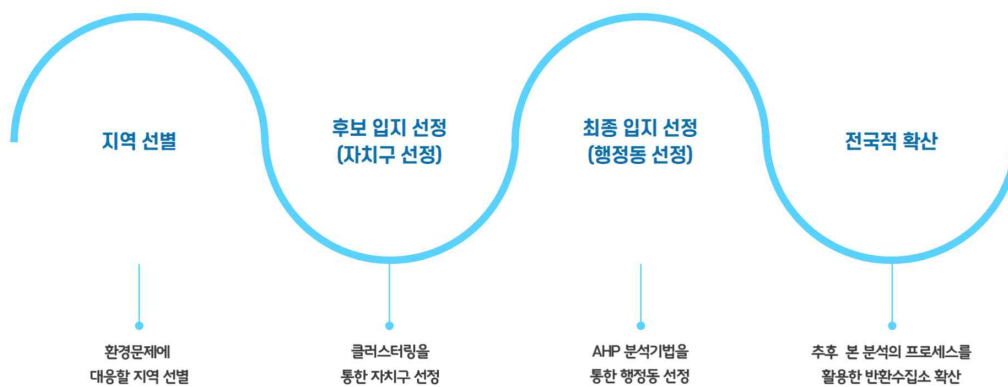 지역 선별
후보 입지 선정
(자치구 선정)
최종 입지 선정
(행정동 선정)
전국적 확산
환경문제에
대응할 지역 선별
클러스터링을
통한 자치구 선정
AHP 분석기법을
통한 행정동 선정
추후 본 분석의 프로세스를
활용한 반환수집소 확산